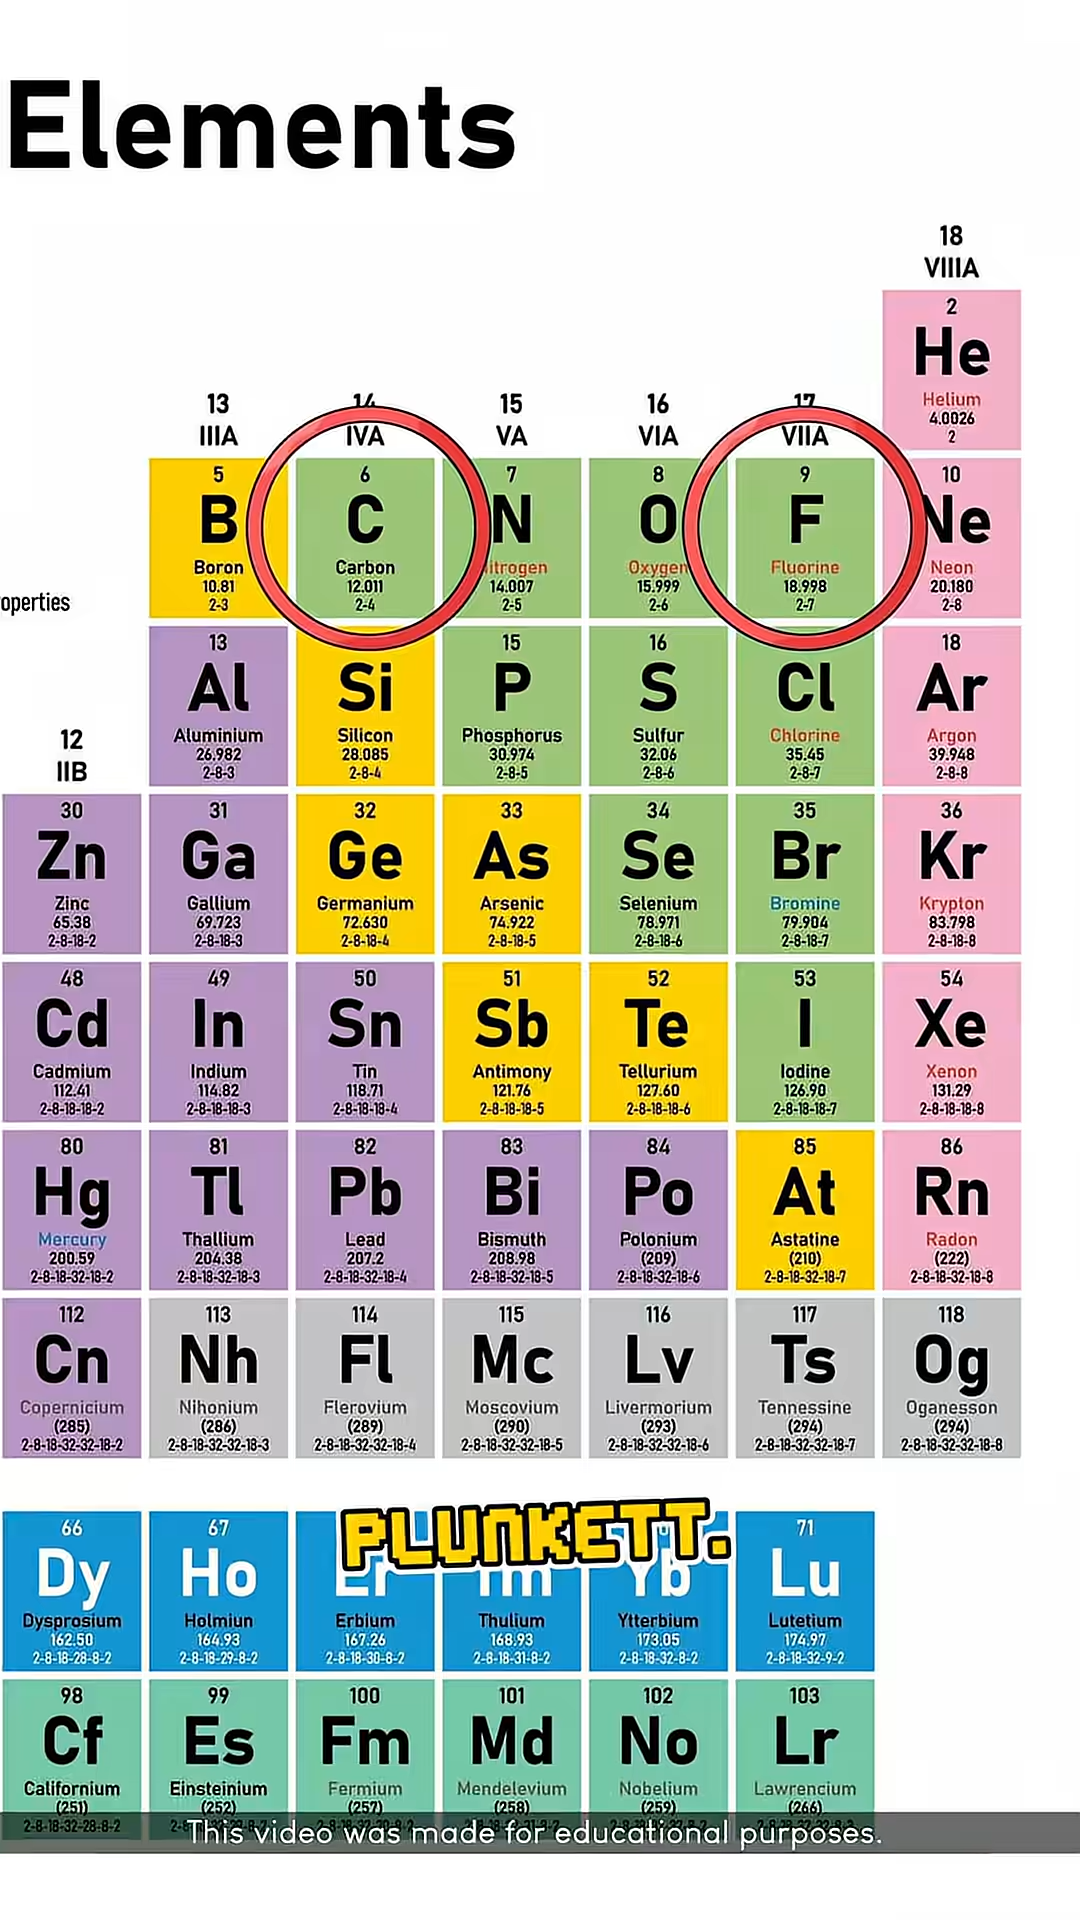 Elements
18
VIIIA
2
He
Helium
4.0026
2
13 14 15 16 17
IIIA IVA VA VIA VIIA
5 6 7 8 9 10
B C N O F Ne
Boron Carbon itrogen Oxygen Fluorine Neon
10.81 12.011 14.007 15.999 18.998 20.180
2-3 2-4 2-5 2-6 2-7 2-8
operties
13 15 16 18
Al Si P S Cl Ar
Aluminium Silicon Phosphorus Sulfur Chlorine Argon
26.982 28.085 30.974 32.06 35.45 39.948
2-8-3 2-8-4 2-8-5 2-8-6 2-8-7 2-8-8
12
IIB
30 31 32 33 34 35 36
Zn Ga Ge As Se Br Kr
Zinc Gallium Germanium Arsenic Selenium Bromine Krypton
65.38 69.723 72.630 74.922 78.971 79.904 83.798
2-8-18-2 2-8-18-3 2-8-18-4 2-8-18-5 2-8-18-6 2-8-18-7 2-8-18-8
48 49 50 51 52 53 54
Cd In Sn Sb Te I Xe
Cadmium Indium Tin Antimony Tellurium Iodine Xenon
112.41 114.82 118.71 121.76 127.60 126.90 131.29
2-8-18-18-2 2-8-18-18-3 2-8-18-18-4 2-8-18-18-5 2-8-18-18-6 2-8-18-18-7 2-8-18-18-8
80 81 82 83 84 85 86
Hg Tl Pb Bi Po At Rn
Mercury Thallium Lead Bismuth Polonium Astatine Radon
200.59 204.38 207.2 208.98 (209) (210) (222)
2-8-18-32-18-2 2-8-18-32-18-3 2-8-18-32-18-4 2-8-18-32-18-5 2-8-18-32-18-6 2-8-18-32-18-7 2-8-18-32-18-8
112 113 114 115 116 117 118
Cn Nh Fl Mc Lv Ts Og
Copernicium Nihonium Flerovium Moscovium Livermorium Tennessine Oganesson
(285) (286) (289) (290) (293) (294) (294)
2-8-18-32-32-18-2 2-8-18-32-32-18-3 2-8-18-32-32-18-4 2-8-18-32-32-18-5 2-8-18-32-32-18-6 2-8-18-32-32-18-7 2-8-18-32-32-18-8
PLUNKETT.
66 67 71
Dy Ho Er Tm Yb Lu
Dysprosium Holmiun Erbium Thulium Ytterbium Lutetium
162.50 164.93 167.26 168.93 173.05 174.97
2-8-18-28-8-2 2-8-18-29-8-2 2-8-18-30-8-2 2-8-18-31-8-2 2-8-18-32-8-2 2-8-18-32-9-2
98 99 100 101 102 103
Cf Es Fm Md No Lr
Californium Einsteinium Fermium Mendelevium Nobelium Lawrencium
(251) (252) (257) (258) (259) (266)
2-8-18-32-28-8-2
This video was made for educational purposes.